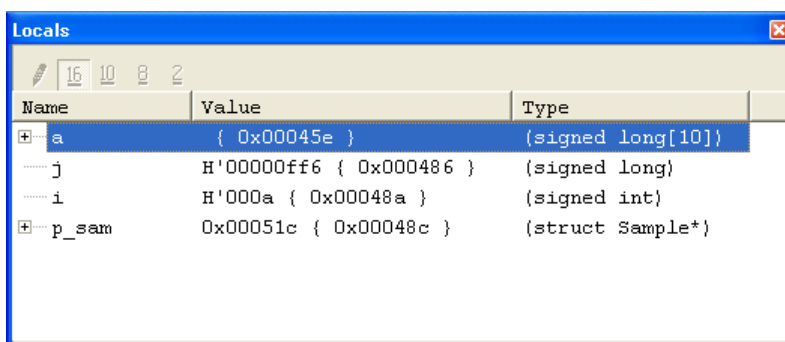 Locals
16 10 8 2
Name Value Type
a { 0x00045e } (signed long[10])
j H'00000ff6 { 0x000486 } (signed long)
i H'000a { 0x00048a } (signed int)
p_sam 0x00051c { 0x00048c } (struct Sample*)